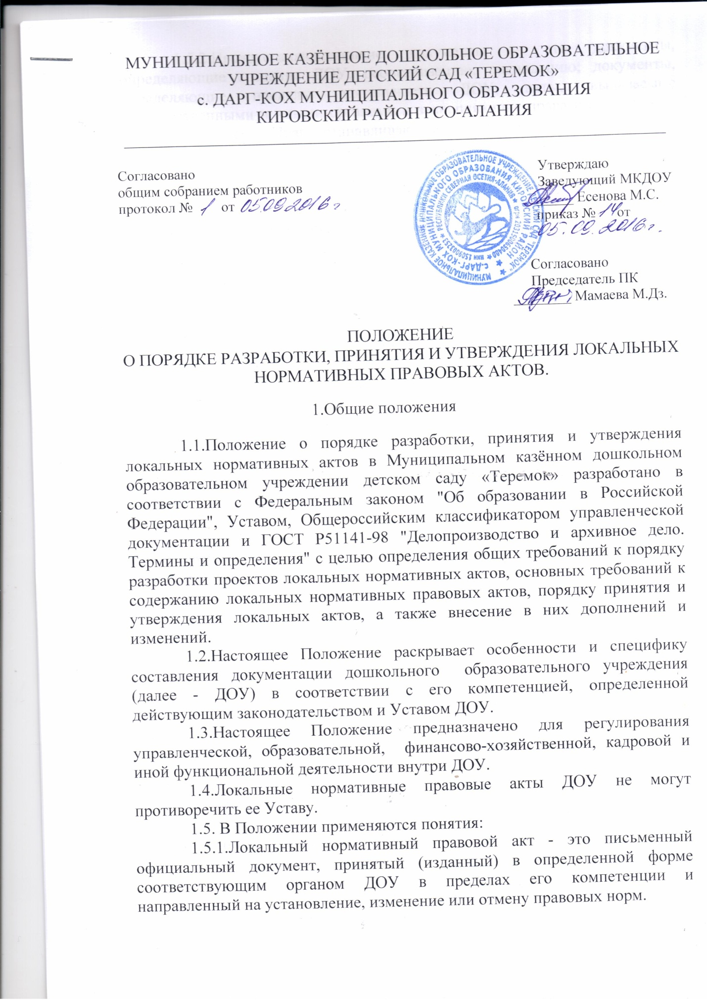 МУНИЦИПАЛЬНОЕ КАЗЁННОЕ ДОШКОЛЬНОЕ ОБРАЗОВАТЕЛЬНОЕ
УЧРЕЖДЕНИЕ ДЕТСКИЙ САД «ТЕРЕМОК»
с. ДАРГ-КОХ МУНИЦИПАЛЬНОГО ОБРАЗОВАНИЯ
КИРОВСКИЙ РАЙОН РСО-АЛАНИЯ
Согласовано
общим собранием работников
протокол № 1 от 05.09.2016 г
Утверждаю
Заведующий МКДОУ
Есенова М.С.
приказ № 14 от
05.09.2016г.
МУНИЦИПАЛЬНОЕ КАЗЕННОЕ ДОШКОЛЬНОЕ ОБРАЗОВАТЕЛЬНОЕ УЧРЕЖДЕНИЕ ДЕТСКИЙ САД "ТЕРЕМОК"
с.ДАРГ-КОХ МУНИЦИПАЛЬНОГО ОБРАЗОВАНИЯ КИРОВСКИЙ РАЙОН
РЕСПУБЛИКИ СЕВЕРНАЯ ОСЕТИЯ-АЛАНИЯ
Согласовано
Председатель ПК
Мамаева М.Дз.
ПОЛОЖЕНИЕ
О ПОРЯДКЕ РАЗРАБОТКИ, ПРИНЯТИЯ И УТВЕРЖДЕНИЯ ЛОКАЛЬНЫХ
НОРМАТИВНЫХ ПРАВОВЫХ АКТОВ.
1.Общие положения
1.1.Положение о порядке разработки, принятия и утверждения
локальных нормативных актов в Муниципальном казённом дошкольном
образовательном учреждении детском саду «Теремок» разработано в
соответствии с Федеральным законом "Об образовании в Российской
Федерации", Уставом, Общероссийским классификатором управленческой
документации и ГОСТ Р51141-98 "Делопроизводство и архивное дело.
Термины и определения" с целью определения общих требований к порядку
разработки проектов локальных нормативных актов, основных требований к
содержанию локальных нормативных правовых актов, порядку принятия и
утверждения локальных актов, а также внесение в них дополнений и
изменений.
1.2.Настоящее Положение раскрывает особенности и специфику
составления документации дошкольного образовательного учреждения
(далее - ДОУ) в соответствии с его компетенцией, определенной
действующим законодательством и Уставом ДОУ.
1.3.Настоящее Положение предназначено для регулирования
управленческой, образовательной, финансово-хозяйственной, кадровой и
иной функциональной деятельности внутри ДОУ.
1.4.Локальные нормативные правовые акты ДОУ не могут
противоречить ее Уставу.
1.5. В Положении применяются понятия:
1.5.1.Локальный нормативный правовой акт - это письменный
официальный документ, принятый (изданный) в определенной форме
соответствующим органом ДОУ в пределах его компетенции и
направленный на установление, изменение или отмену правовых норм.